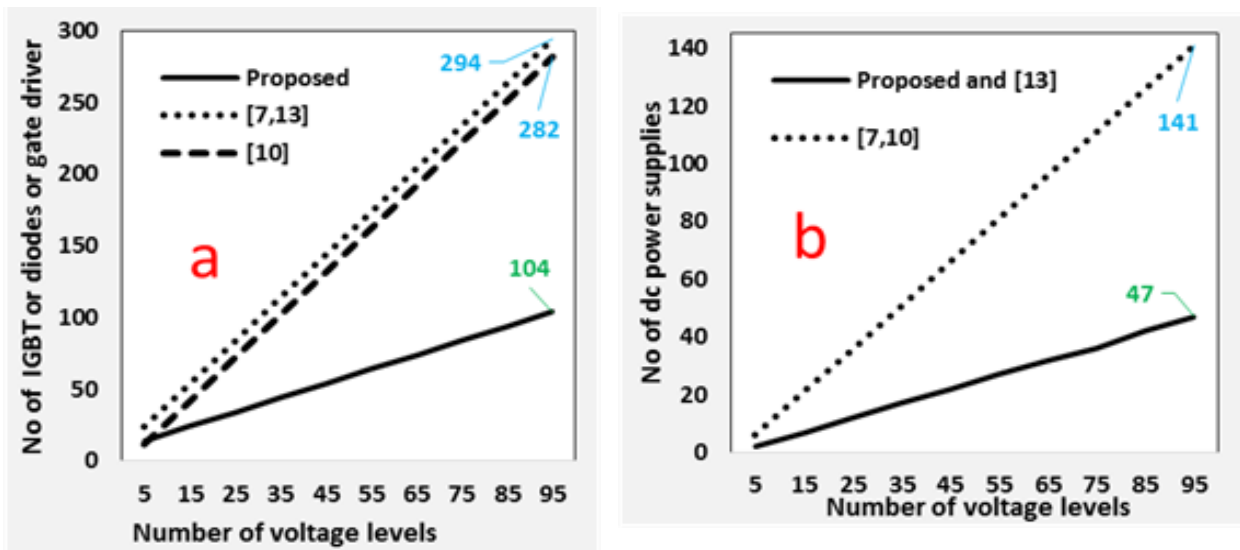 No of IGBT or diodes or gate driver
300
250
200
150
100
50
0
Proposed
[7,13]
[10]
294
282
104
a
5 15 25 35 45 55 65 75 85 95
Number of voltage levels
No of dc power supplies
140
120
100
80
60
40
20
0
Proposed and [13]
[7,10]
141
47
b
5 15 25 35 45 55 65 75 85 95
Number of voltage levels